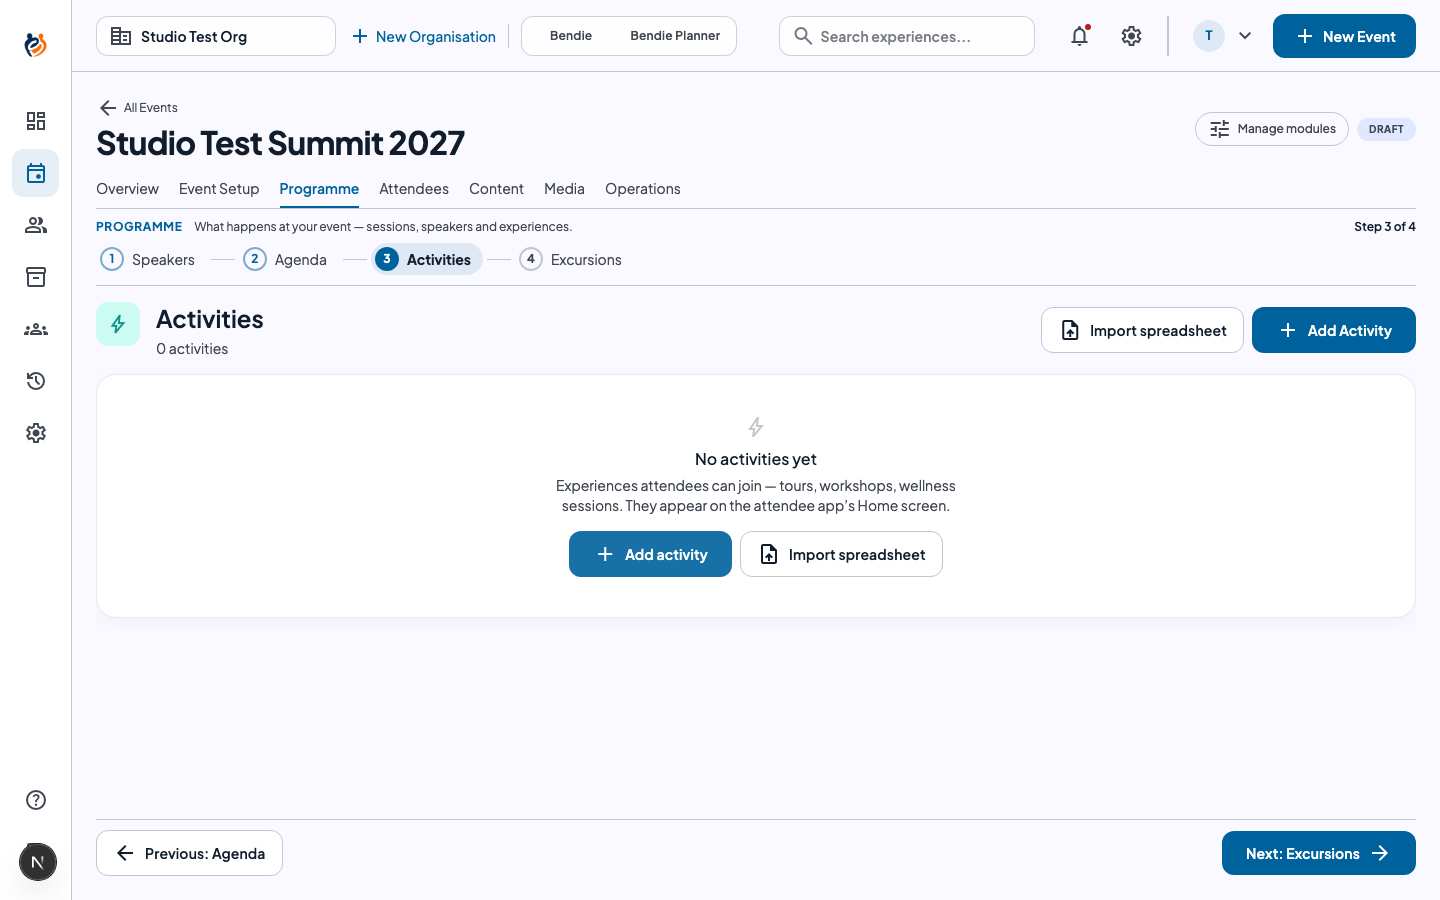 Studio Test Org
New Organisation
Bendie
Bendie Planner
Search experiences...
T
New Event
All Events
Studio Test Summit 2027
Manage modules
DRAFT
Overview
Event Setup
Programme
Attendees
Content
Media
Operations
PROGRAMME
What happens at your event — sessions, speakers and experiences.
Step 3 of 4
1 Speakers
2 Agenda
3 Activities
4 Excursions
Activities
0 activities
Import spreadsheet
Add Activity
No activities yet
Experiences attendees can join — tours, workshops, wellness
sessions. They appear on the attendee app's Home screen.
Add activity
Import spreadsheet
N
Previous: Agenda
Next: Excursions